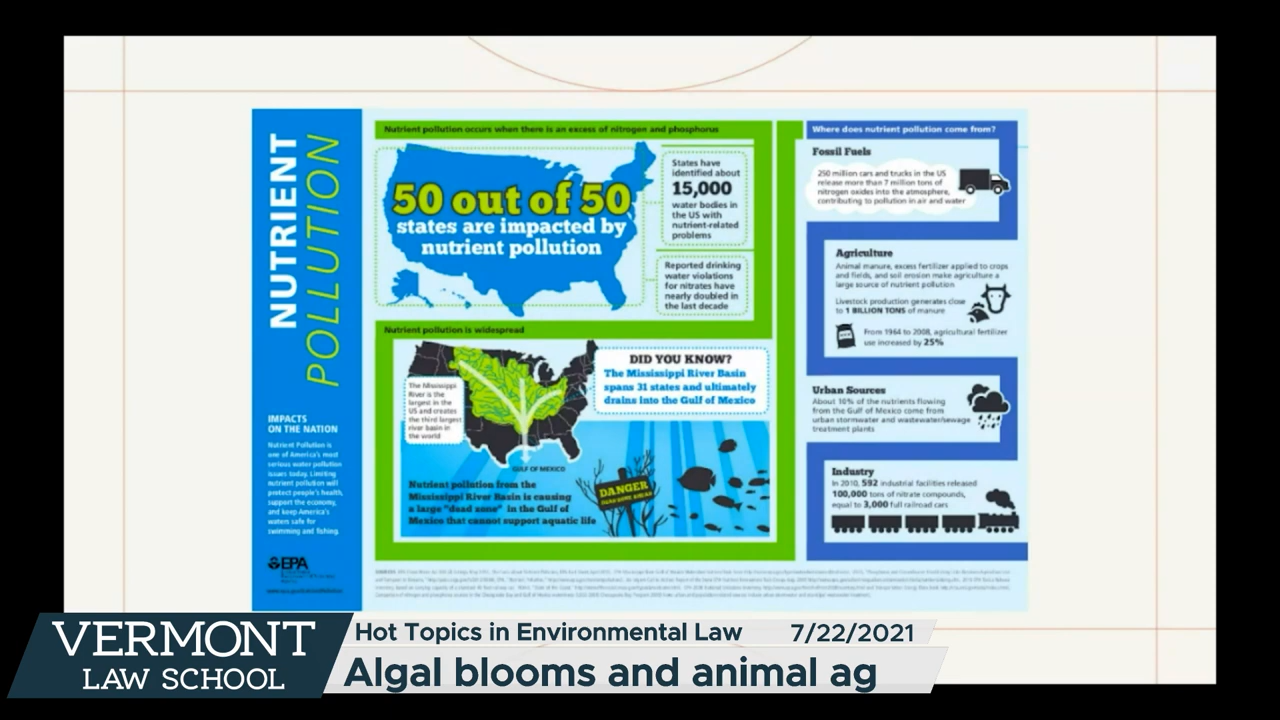 NUTRIENT
POLLUTION
IMPACTS
ON THE NATION
Nutrient Pollution is
one of America's most
serious water pollution
issues today. Limiting
nutrient pollution will
protect people's health,
support the economy,
and keep America's
waters safe for
swimming and fishing.
EPA
Nutrient pollution occurs when there is an excess of nitrogen and phosphorus
50 out of 50
states are impacted by
nutrient pollution
States have
identified about
15,000
water bodies in
the US with
nutrient-related
problems
Reported drinking
water violations
for nitrates have
nearly doubled in
the last decade
Nutrient pollution is widespread
The Mississippi
River is the
largest in the
US and creates
the third largest
river basin in
the world
DID YOU KNOW?
The Mississippi River Basin
spans 31 states and ultimately
drains into the Gulf of Mexico
GULF OF MEXICO
Nutrient pollution from the
Mississippi River Basin is causing
a large "dead zone" in the Gulf of
Mexico that cannot support aquatic life
DANGER
DEAD ZONE AHEAD
Where does nutrient pollution come from?
Fossil Fuels
250 million cars and trucks in the US
release more than 7 million tons of
nitrogen oxides into the atmosphere,
contributing to pollution in air and water
Agriculture
Animal manure, excess fertilizer applied to crops
and fields, and soil erosion make agriculture a
large source of nutrient pollution
Livestock production generates close
to 1 BILLION TONS of manure
From 1964 to 2008, agricultural fertilizer
use increased by 25%
Urban Sources
About 10% of the nutrients flowing
from the Gulf of Mexico come from
urban stormwater and wastewater/sewage
treatment plants
Industry
In 2010, 592 industrial facilities released
100,000 tons of nitrate compounds,
equal to 3,000 full railroad cars
VERMONT
LAW SCHOOL
Hot Topics in Environmental Law 7/22/2021
Algal blooms and animal ag